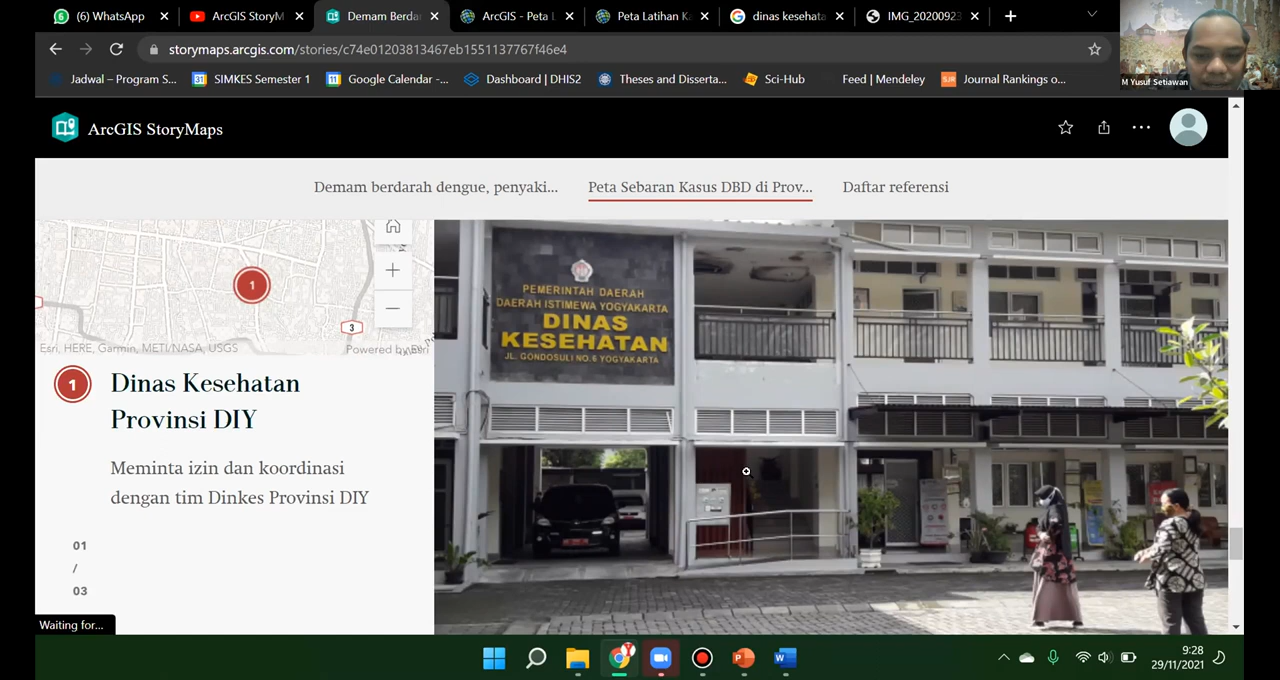 (6) WhatsApp
ArcGIS StoryM
Demam Berda
ArcGIS - Peta L
Peta Latihan K
dinas kesehata
IMG_20200923
storymaps.arcgis.com/stories/c74e01203813467eb1551137767f46e4
M Yusuf Setiawan
Jadwal – Program S...
SIMKES Semester 1
Google Calendar -...
Dashboard | DHIS2
Theses and Disserta...
Sci-Hub
Feed | Mendeley
Journal Rankings o...
ArcGIS StoryMaps
Demam berdarah dengue, penyaki...
Peta Sebaran Kasus DBD di Prov...
Daftar referensi
1
3
Esri, HERE, Garmin, METI/NASA, USGS
Powered by Esri
1
Dinas Kesehatan
Provinsi DIY
Meminta izin dan koordinasi
dengan tim Dinkes Provinsi DIY
01
/
03
PEMERINTAH DAERAH
DAERAH ISTIMEWA YOGYAKARTA
DINAS
KESEHATAN
JL. GONDOSULI NO.6 YOGYAKARTA
Waiting for...
9:28
29/11/2021